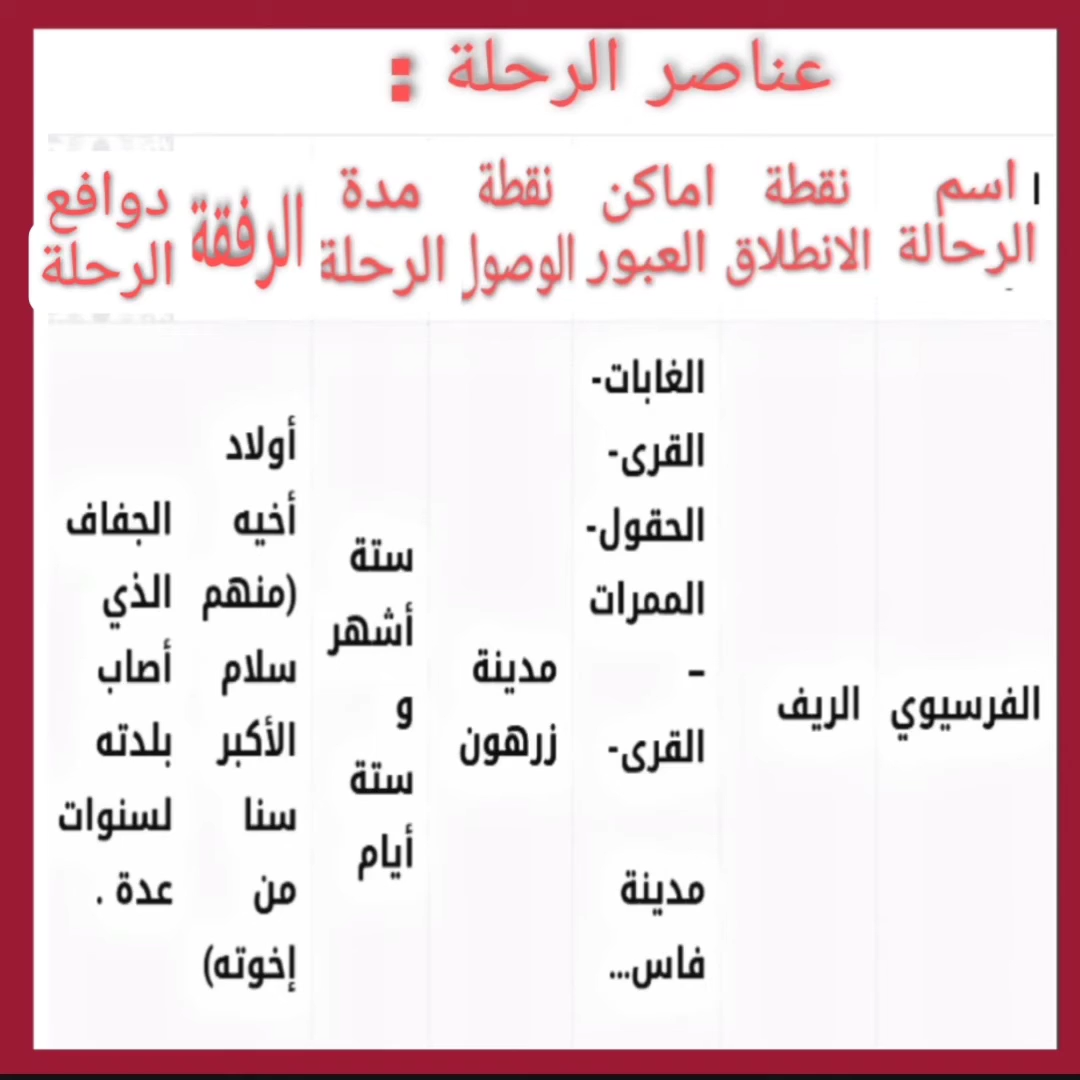 عناصر الرحلة :
اسم
الرحالة
نقطة
الانطلاق
اماكن
العبور
نقطة
الوصول
مدة
الرحلة
الرفقة
دوافع
الرحلة
الفرسيوي
الريف
الغابات-
القرى-
الحقول-
الممرات
–
القرى-
مدينة
فاس...
مدينة
زرهون
ستة
أشهر
و
ستة
أيام
أولاد
أخيه
(منهم
سلام
الأكبر
سنا
من
إخوته)
الجفاف
الذي
أصاب
بلدته
لسنوات
عدة .